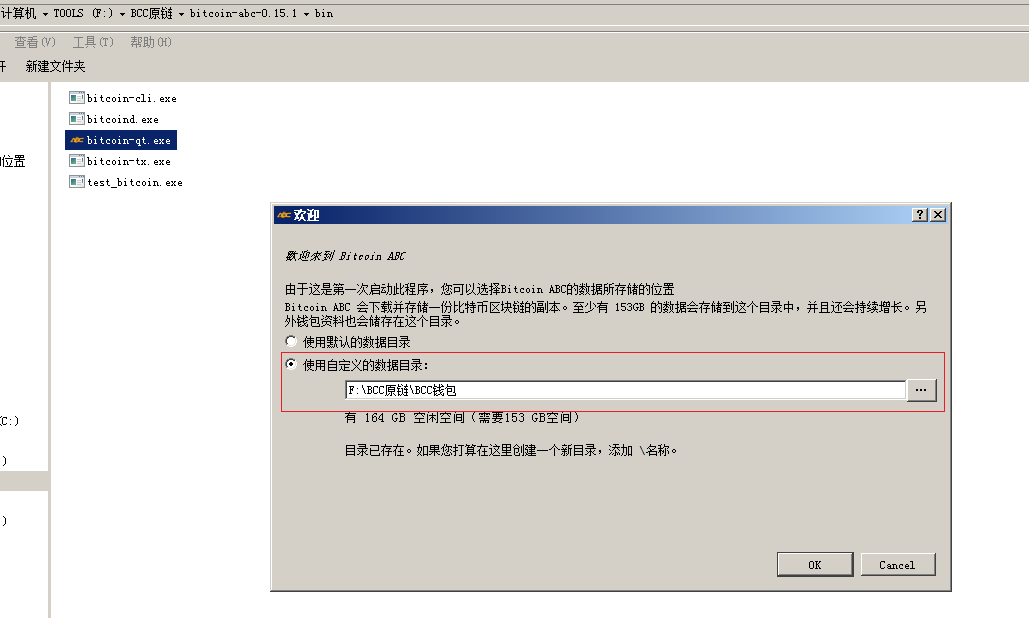 计算机 ▾ TOOLS (F:) ▾ BCC原链 ▾ bitcoin-abc-0.15.1 ▾ bin
查看(V) 工具(T) 帮助(H)
新建文件夹
bitcoin-cli.exe
bitcoind.exe
bitcoin-qt.exe
bitcoin-tx.exe
test_bitcoin.exe
位置
C:)
)
)
ABC 欢迎
? X
歡迎来到 Bitcoin ABC
由于这是第一次启动此程序，您可以选择Bitcoin ABC的数据所存储的位置
Bitcoin ABC 会下载并存储一份比特币区块链的副本。至少有 153GB 的数据会存储到这个目录中，并且还会持续增长。另
外钱包资料也会储存在这个目录。
使用默认的数据目录
使用自定义的数据目录：
F:\BCC原链\BCC钱包
...
有 164 GB 空闲空间（需要153 GB空间）
目录已存在。如果您打算在这里创建一个新目录，添加 \名称。
OK Cancel